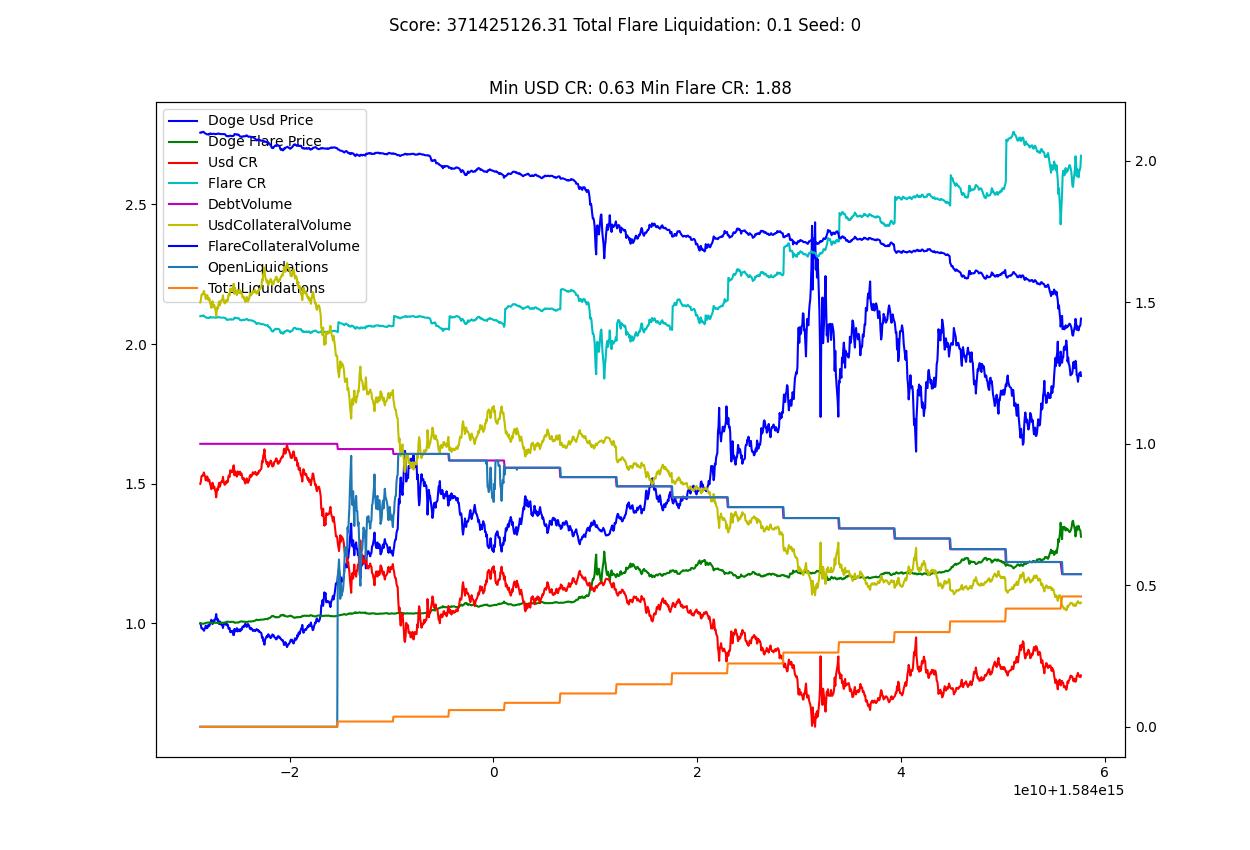 Score: 371425126.31 Total Flare Liquidation: 0.1 Seed: 0
Min USD CR: 0.63 Min Flare CR: 1.88
Doge Usd Price
Doge Flare Price
Usd CR
Flare CR
DebtVolume
UsdCollateralVolume
FlareCollateralVolume
OpenLiquidations
TotalLiquidations
2.5
2.0
1.5
1.0
2.0
1.5
1.0
0.5
0.0
−2
0
2
4
6
1e10+1.584e15